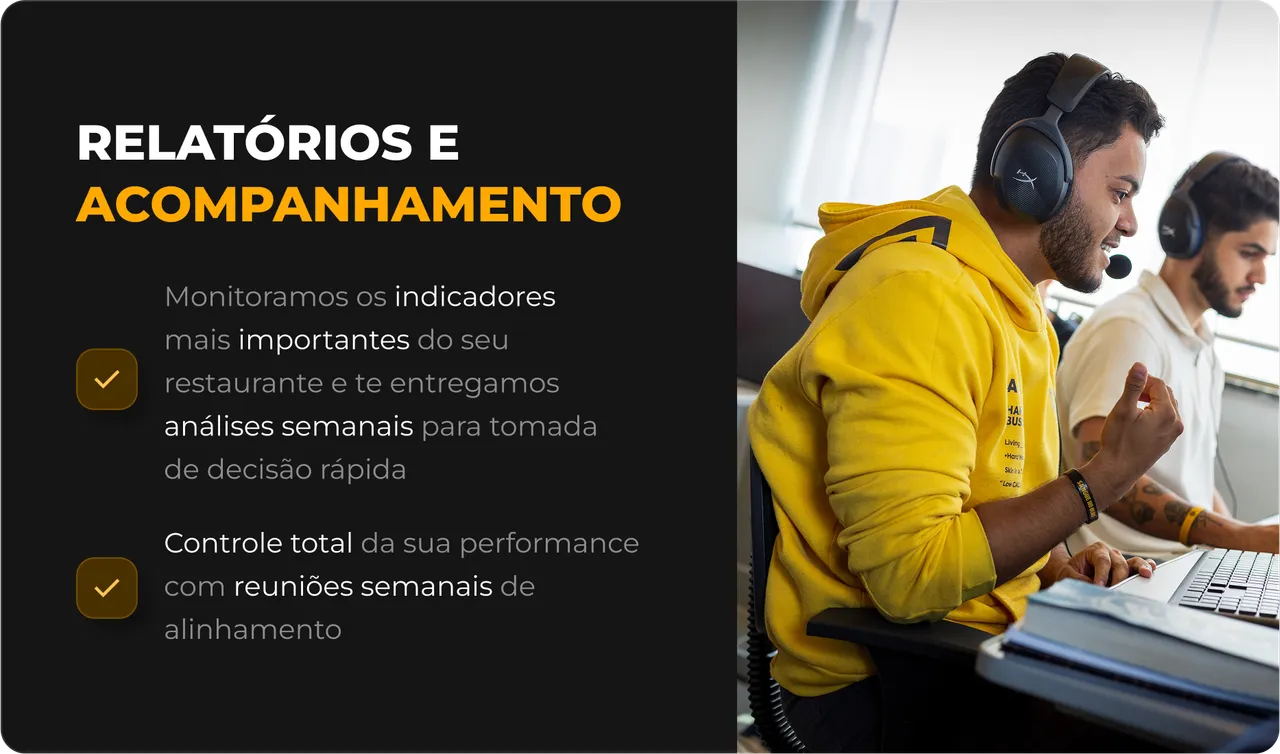 RELATÓRIOS E
ACOMPANHAMENTO
Monitoramos os indicadores
mais importantes do seu
restaurante e te entregamos
análises semanais para tomada
de decisão rápida
Controle total da sua performance
com reuniões semanais de
alinhamento